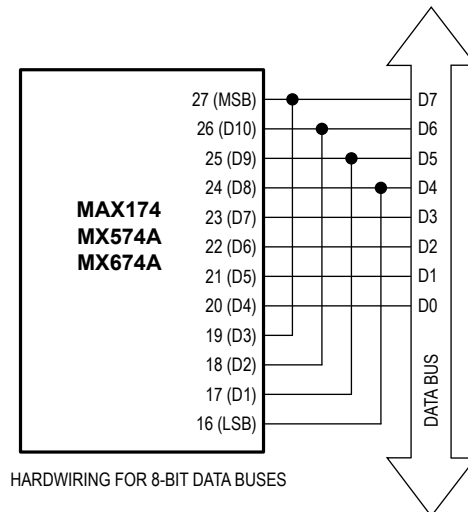 27 (MSB) D7
26 (D10) D6
25 (D9) D5
24 (D8) D4
23 (D7) D3
22 (D6) D2
21 (D5) D1
20 (D4) D0
19 (D3)
18 (D2)
17 (D1)
16 (LSB)
MAX174
MX574A
MX674A
DATA BUS
HARDWIRING FOR 8-BIT DATA BUSES